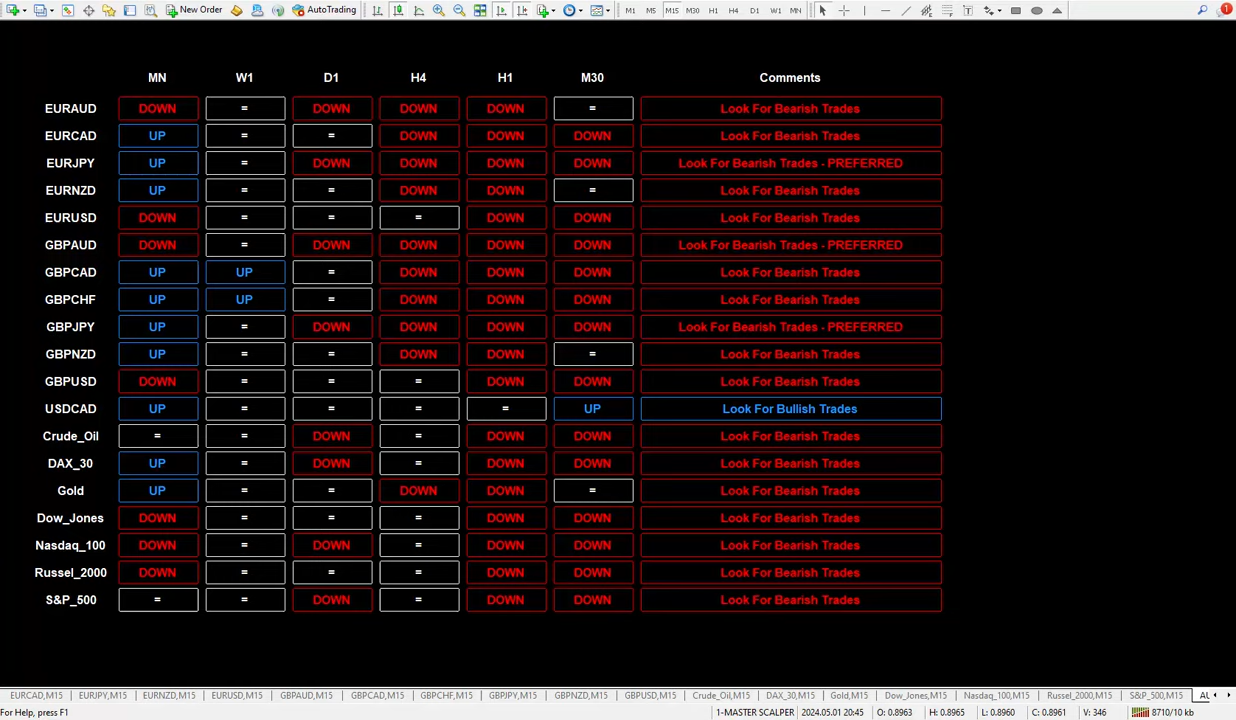 New Order AutoTrading M1 M5 M15 M30 H1 H4 D1 W1 MN 1
MN W1 D1 H4 H1 M30 Comments
EURAUD DOWN = DOWN DOWN DOWN = Look For Bearish Trades
EURCAD UP = = DOWN DOWN DOWN Look For Bearish Trades
EURJPY UP = DOWN DOWN DOWN DOWN Look For Bearish Trades - PREFERRED
EURNZD UP = = DOWN DOWN = Look For Bearish Trades
EURUSD DOWN = = = DOWN DOWN Look For Bearish Trades
GBPAUD DOWN = DOWN DOWN DOWN DOWN Look For Bearish Trades - PREFERRED
GBPCAD UP UP = DOWN DOWN DOWN Look For Bearish Trades
GBPCHF UP UP = DOWN DOWN DOWN Look For Bearish Trades
GBPJPY UP = DOWN DOWN DOWN DOWN Look For Bearish Trades - PREFERRED
GBPNZD UP = = DOWN DOWN = Look For Bearish Trades
GBPUSD DOWN = = = DOWN DOWN Look For Bearish Trades
USDCAD UP = = = = UP Look For Bullish Trades
Crude_Oil = = DOWN = DOWN DOWN Look For Bearish Trades
DAX_30 UP = DOWN = DOWN DOWN Look For Bearish Trades
Gold UP = = DOWN DOWN = Look For Bearish Trades
Dow_Jones DOWN = = = DOWN DOWN Look For Bearish Trades
Nasdaq_100 DOWN = DOWN = DOWN DOWN Look For Bearish Trades
Russel_2000 DOWN = = = DOWN DOWN Look For Bearish Trades
S&P_500 = = DOWN = DOWN DOWN Look For Bearish Trades
EURCAD,M15 EURJPY,M15 EURNZD,M15 EURUSD,M15 GBPAUD,M15 GBPCAD,M15 GBPCHF,M15 GBPJPY,M15 GBPNZD,M15 GBPUSD,M15 Crude_Oil,M15 DAX_30,M15 Gold,M15 Dow_Jones,M15 Nasdaq_100,M15 Russel_2000,M15 S&P_500,M15 AU
For Help, press F1 1-MASTER SCALPER 2024.05.01 20:45 O: 0.8963 H: 0.8965 L: 0.8960 C: 0.8961 V: 346 8710/10 kb